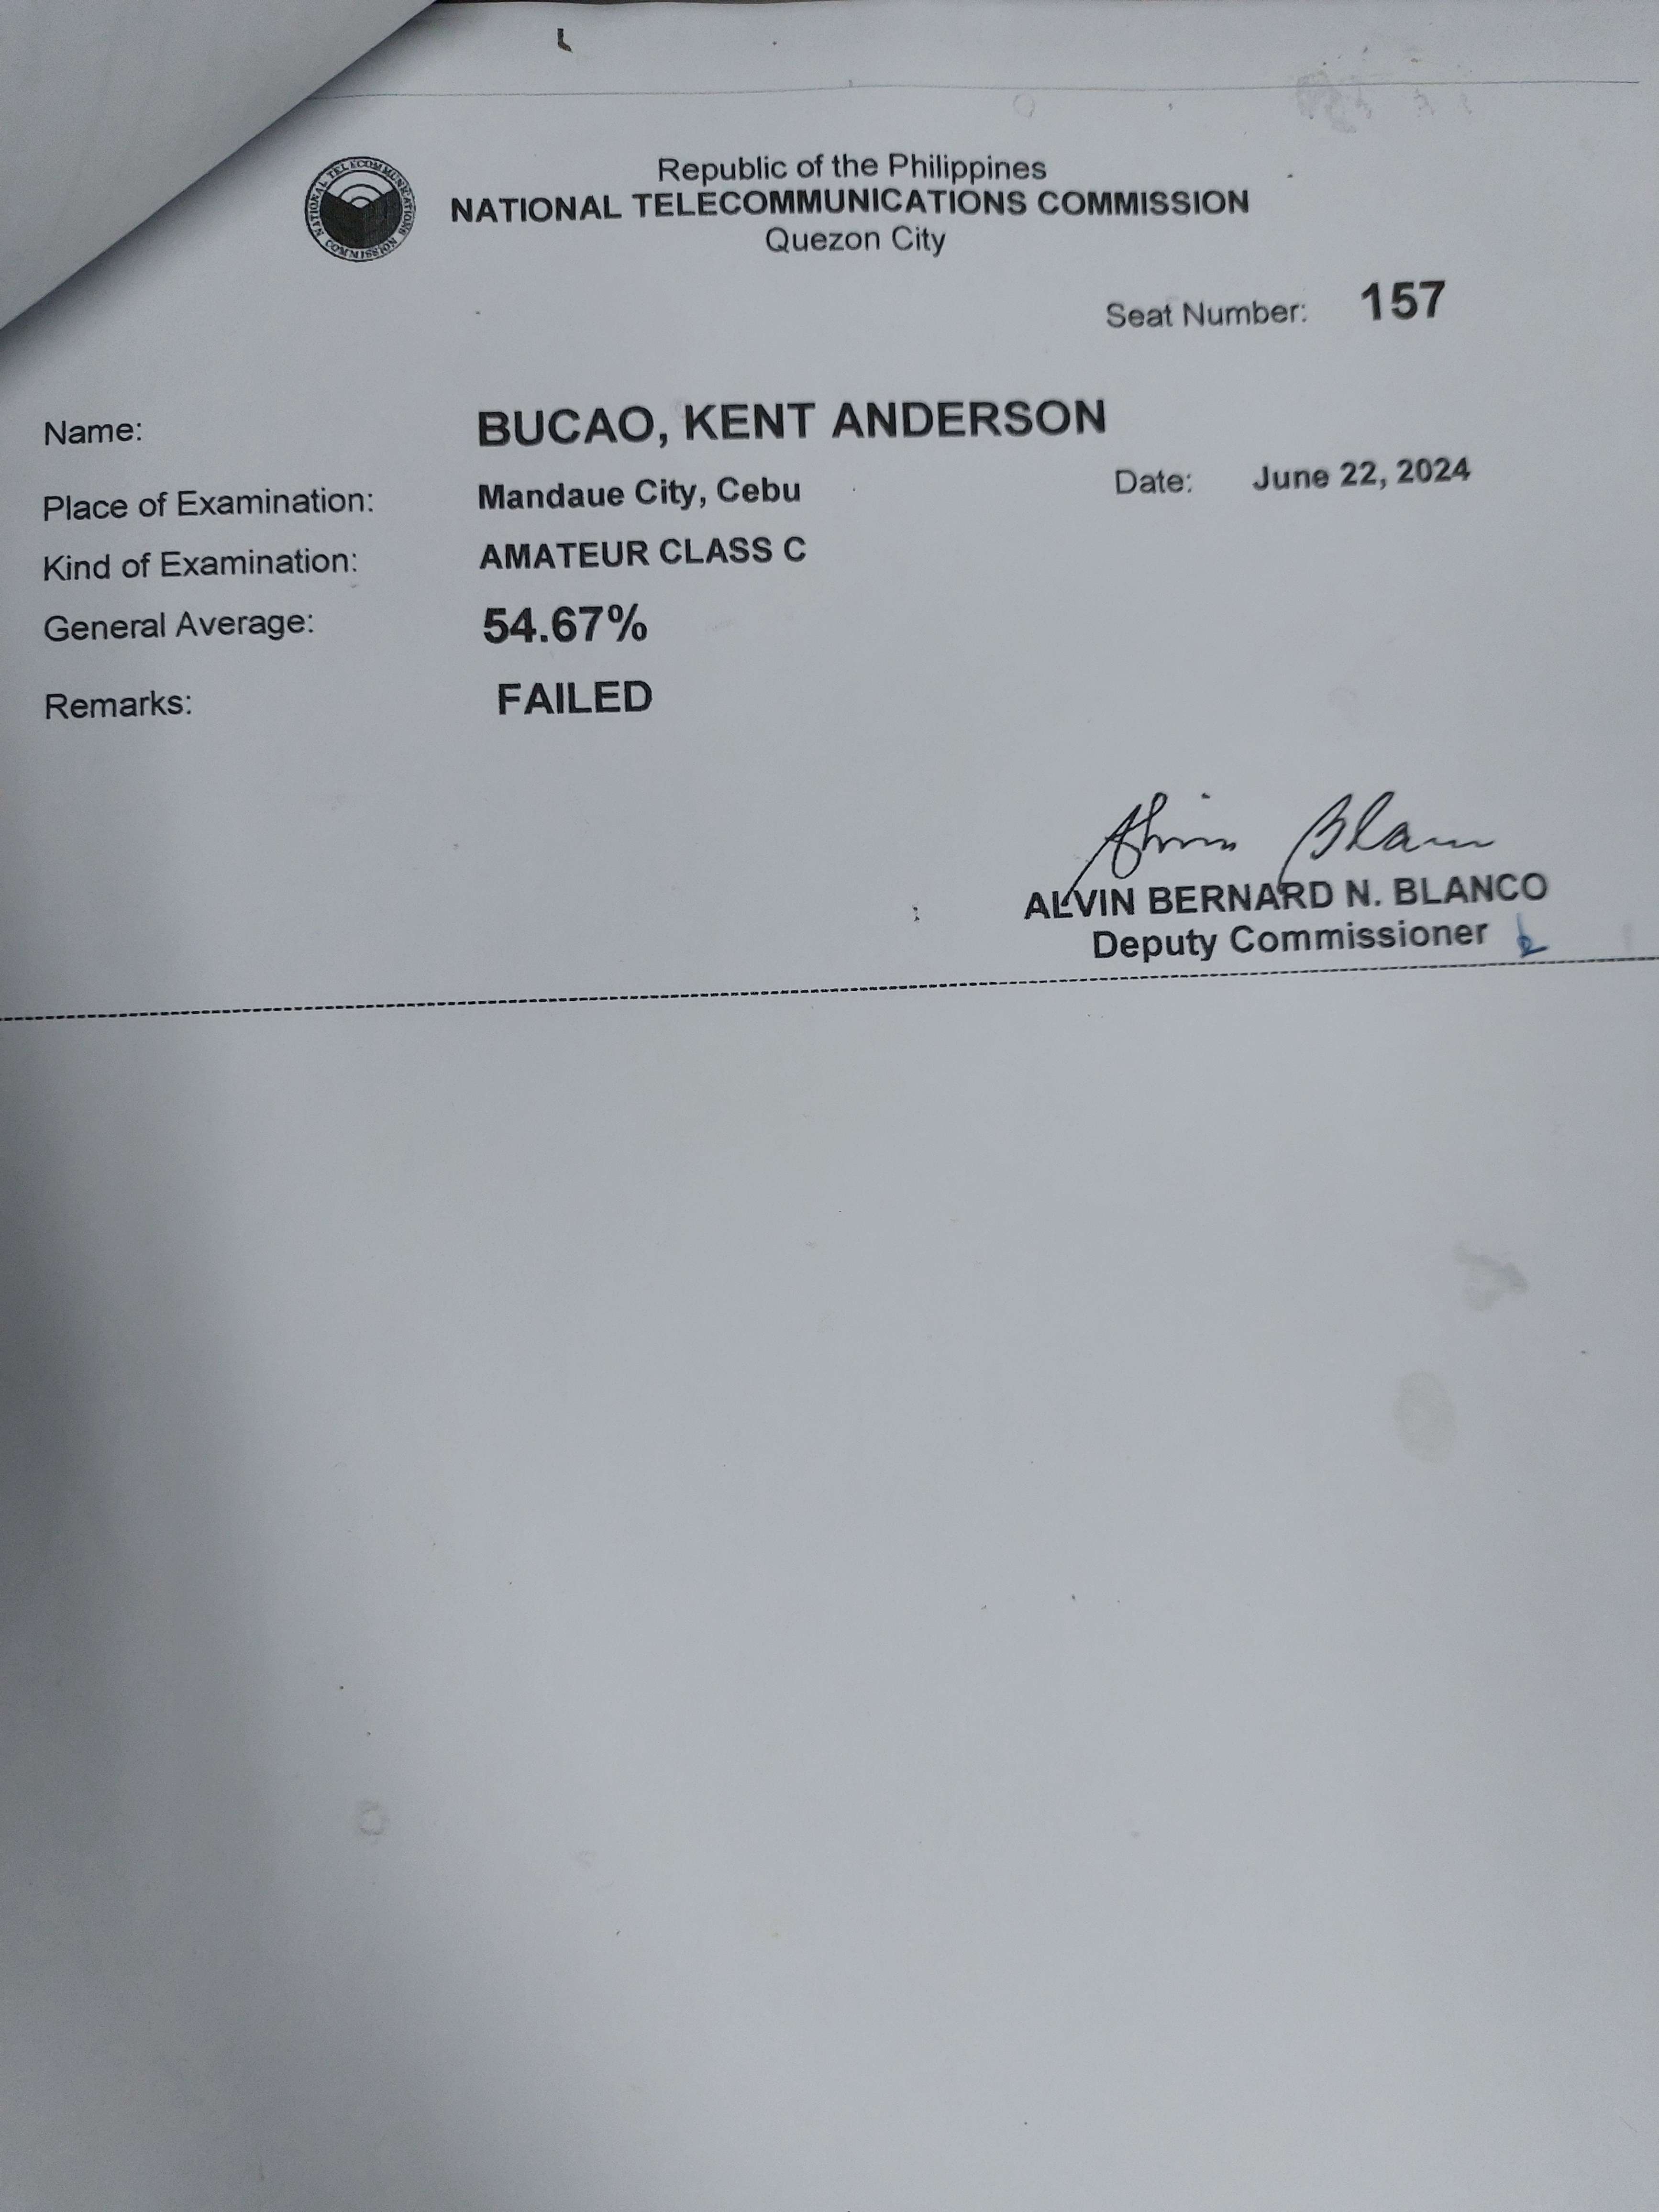 Republic of the Philippines
NATIONAL TELECOMMUNICATIONS COMMISSION
Quezon City
NATIONAL TELECOMMUNICATIONS COMMISSION
Seat Number: 157
Name: BUCAO, KENT ANDERSON
Place of Examination: Mandaue City, Cebu Date: June 22, 2024
Kind of Examination: AMATEUR CLASS C
General Average: 54.67%
Remarks: FAILED
Alvin Blanco
ALVIN BERNARD N. BLANCO
Deputy Commissioner